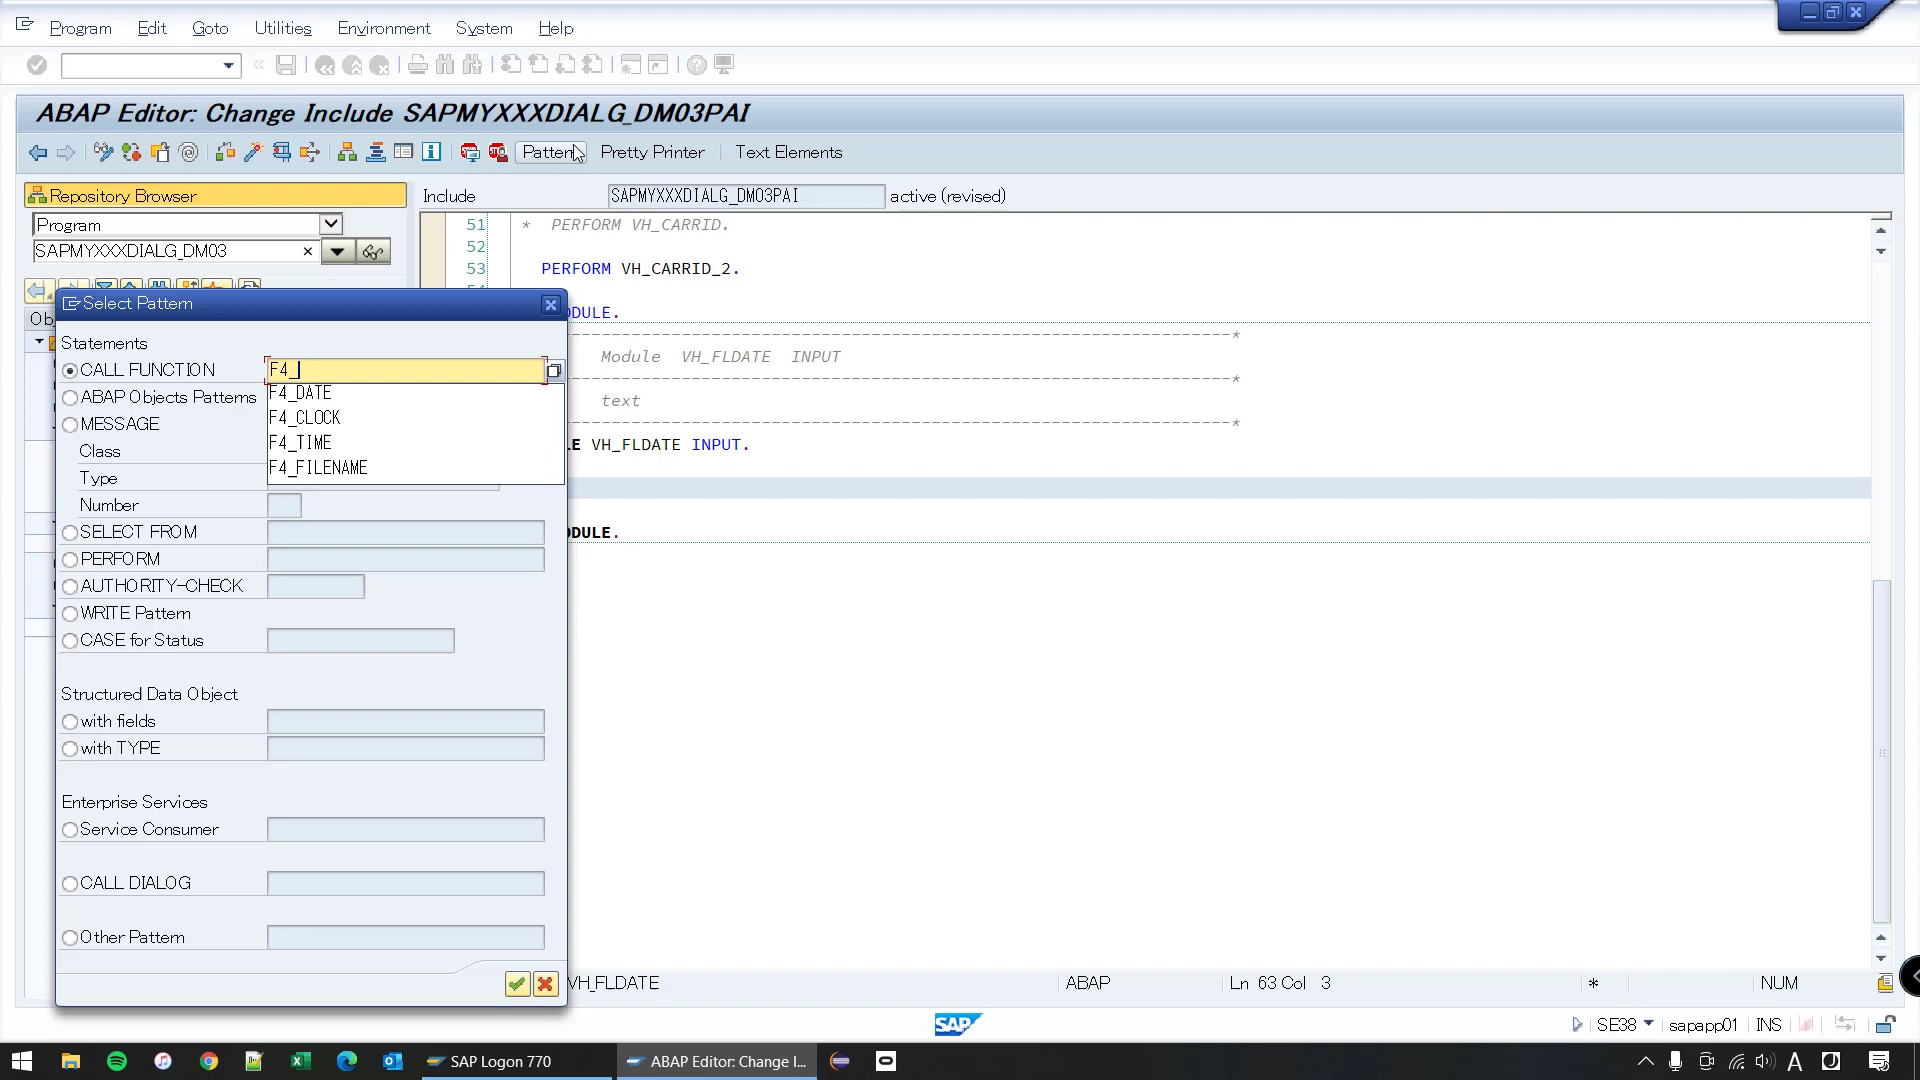 Program Edit Goto Utilities Environment System Help
ABAP Editor: Change Include SAPMYXXXDIALG_DM03PAI
Pattern Pretty Printer Text Elements
Repository Browser
Include SAPMYXXXDIALG_DM03PAI active (revised)
Program
SAPMYXXXDIALG_DM03
51 * PERFORM VH_CARRID.
52
53 PERFORM VH_CARRID_2.
ODULE.
*
Module VH_FLDATE INPUT
*
text
*
LE VH_FLDATE INPUT.
ODULE.
Ob
Select Pattern
Statements
CALL FUNCTION F4_
F4_DATE
F4_CLOCK
F4_TIME
F4_FILENAME
ABAP Objects Patterns
MESSAGE
Class
Type
Number
SELECT FROM
PERFORM
AUTHORITY-CHECK
WRITE Pattern
CASE for Status
Structured Data Object
with fields
with TYPE
Enterprise Services
Service Consumer
CALL DIALOG
Other Pattern
VH_FLDATE ABAP Ln 63 Col 3 * NUM
SAP SE38 sapapp01 INS
SAP Logon 770 ABAP Editor: Change I... A